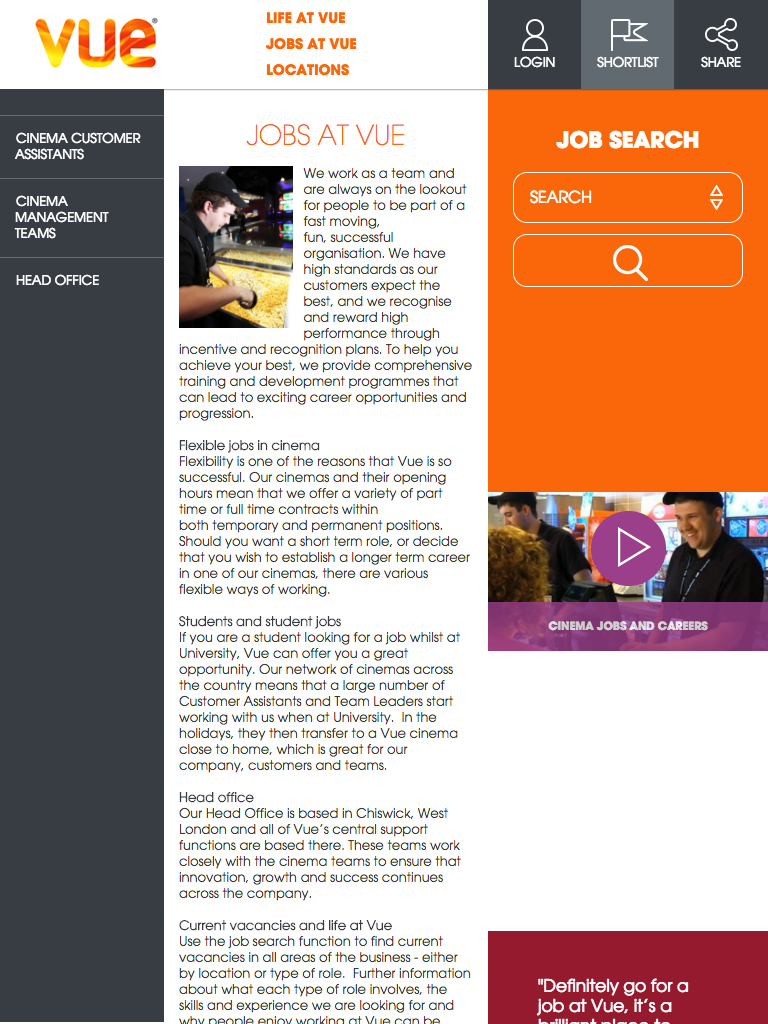 vue®
LIFE AT VUE
JOBS AT VUE
LOCATIONS
LOGIN
SHORTLIST
SHARE
CINEMA CUSTOMER
ASSISTANTS
CINEMA
MANAGEMENT
TEAMS
HEAD OFFICE
JOBS AT VUE
We work as a team and
are always on the lookout
for people to be part of a
fast moving,
fun, successful
organisation. We have
high standards as our
customers expect the
best, and we recognise
and reward high
performance through
incentive and recognition plans. To help you
achieve your best, we provide comprehensive
training and development programmes that
can lead to exciting career opportunities and
progression.
Flexible jobs in cinema
Flexibility is one of the reasons that Vue is so
successful. Our cinemas and their opening
hours mean that we offer a variety of part
time or full time contracts within
both temporary and permanent positions.
Should you want a short term role, or decide
that you wish to establish a longer term career
in one of our cinemas, there are various
flexible ways of working.
Students and student jobs
If you are a student looking for a job whilst at
University, Vue can offer you a great
opportunity. Our network of cinemas across
the country means that a large number of
Customer Assistants and Team Leaders start
working with us when at University.  In the
holidays, they then transfer to a Vue cinema
close to home, which is great for our
company, customers and teams.
Head office
Our Head Office is based in Chiswick, West
London and all of Vue's central support
functions are based there. These teams work
closely with the cinema teams to ensure that
innovation, growth and success continues
across the company.
Current vacancies and life at Vue
Use the job search function to find current
vacancies in all areas of the business - either
by location or type of role.  Further information
about what each type of role involves, the
skills and experience we are looking for and
why people enjoy working at Vue can be
JOB SEARCH
SEARCH
CINEMA JOBS AND CAREERS
"Definitely go for a
job at Vue, it's a
brilliant place to